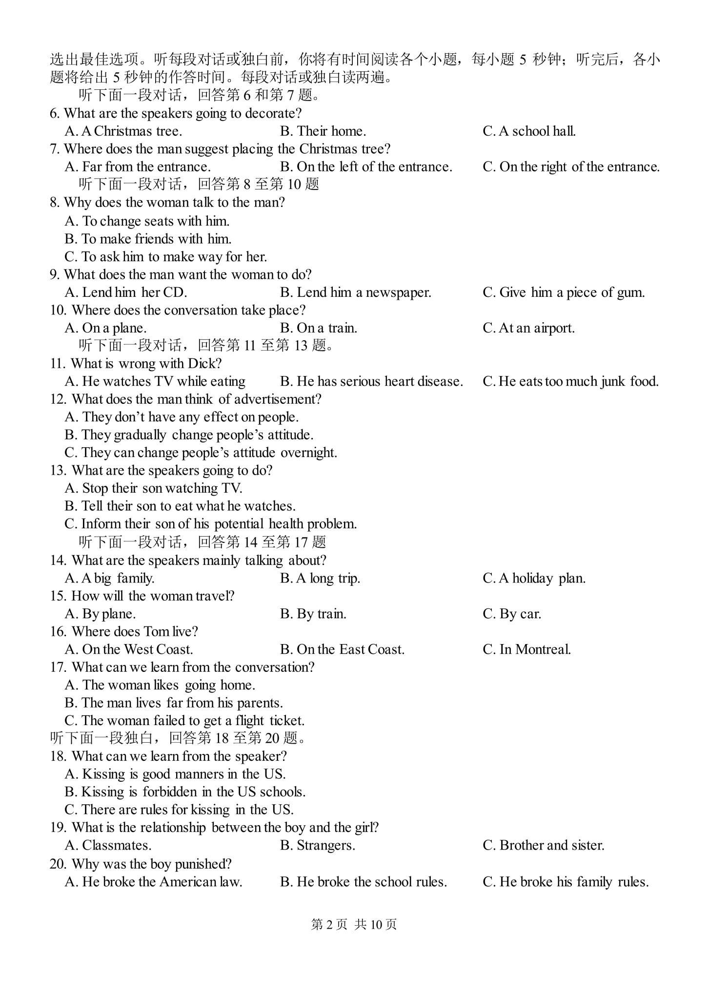 选出最佳选项。听每段对话或独白前，你将有时间阅读各个小题，每小题 5 秒钟；听完后，各小
题将给出 5 秒钟的作答时间。每段对话或独白读两遍。
听下面一段对话，回答第 6 和第 7 题。
6. What are the speakers going to decorate?
A. A Christmas tree. B. Their home. C. A school hall.
7. Where does the man suggest placing the Christmas tree?
A. Far from the entrance. B. On the left of the entrance. C. On the right of the entrance.
听下面一段对话，回答第 8 至第 10 题
8. Why does the woman talk to the man?
A. To change seats with him.
B. To make friends with him.
C. To ask him to make way for her.
9. What does the man want the woman to do?
A. Lend him her CD. B. Lend him a newspaper. C. Give him a piece of gum.
10. Where does the conversation take place?
A. On a plane. B. On a train. C. At an airport.
听下面一段对话，回答第 11 至第 13 题。
11. What is wrong with Dick?
A. He watches TV while eating B. He has serious heart disease. C. He eats too much junk food.
12. What does the man think of advertisement?
A. They don’t have any effect on people.
B. They gradually change people’s attitude.
C. They can change people’s attitude overnight.
13. What are the speakers going to do?
A. Stop their son watching TV.
B. Tell their son to eat what he watches.
C. Inform their son of his potential health problem.
听下面一段对话，回答第 14 至第 17 题
14. What are the speakers mainly talking about?
A. A big family. B. A long trip. C. A holiday plan.
15. How will the woman travel?
A. By plane. B. By train. C. By car.
16. Where does Tom live?
A. On the West Coast. B. On the East Coast. C. In Montreal.
17. What can we learn from the conversation?
A. The woman likes going home.
B. The man lives far from his parents.
C. The woman failed to get a flight ticket.
听下面一段独白，回答第 18 至第 20 题。
18. What can we learn from the speaker?
A. Kissing is good manners in the US.
B. Kissing is forbidden in the US schools.
C. There are rules for kissing in the US.
19. What is the relationship between the boy and the girl?
A. Classmates. B. Strangers. C. Brother and sister.
20. Why was the boy punished?
A. He broke the American law. B. He broke the school rules. C. He broke his family rules.
第 2 页 共 10 页